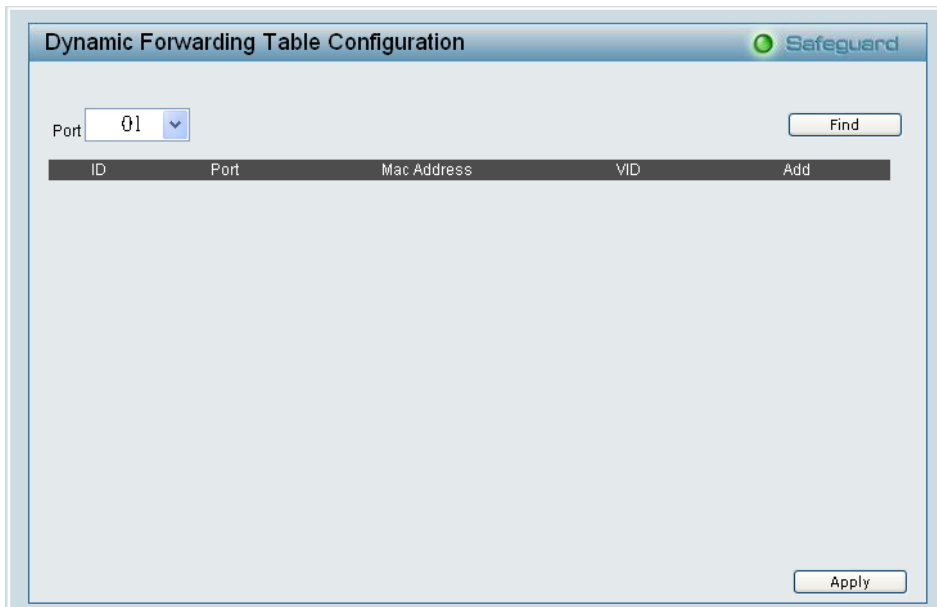 Dynamic Forwarding Table Configuration Safeguard
Port 01 Find
ID Port Mac Address VID Add
Apply